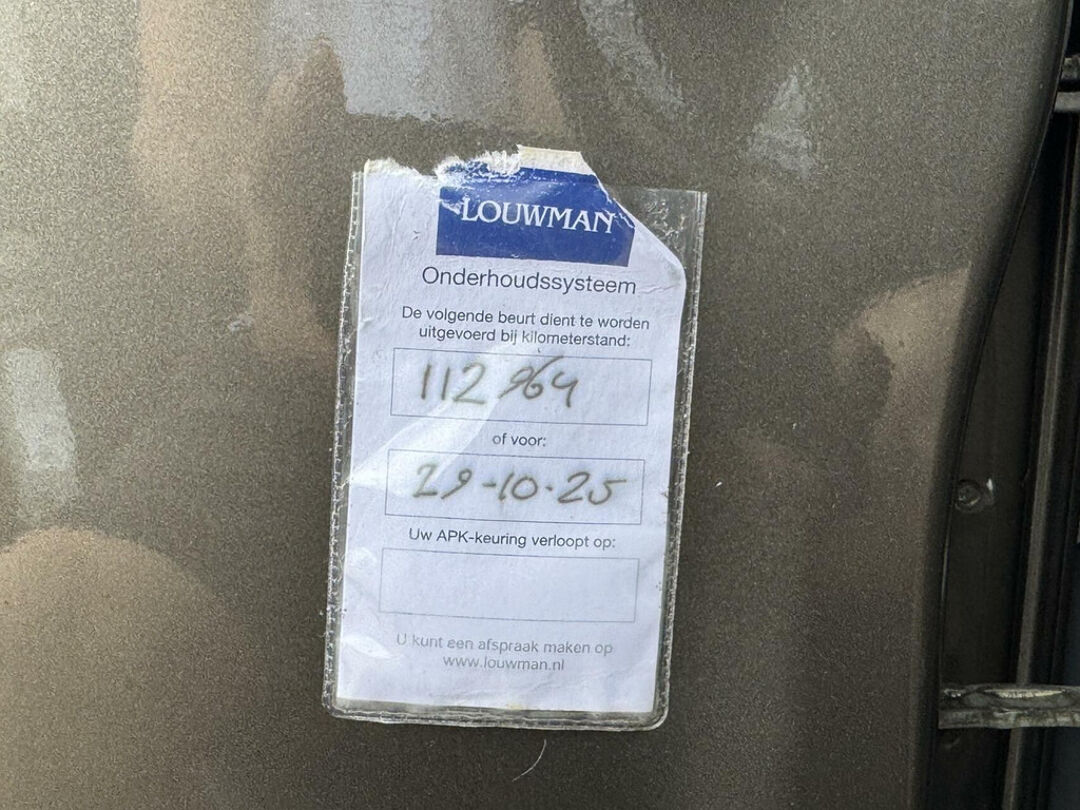 LOUWMAN
Onderhoudssysteem
De volgende beurt dient te worden
uitgevoerd bij kilometerstand:
112 964
of voor:
29-10-25
Uw APK-keuring verloopt op:
U kunt een afspraak maken op
www.louwman.nl